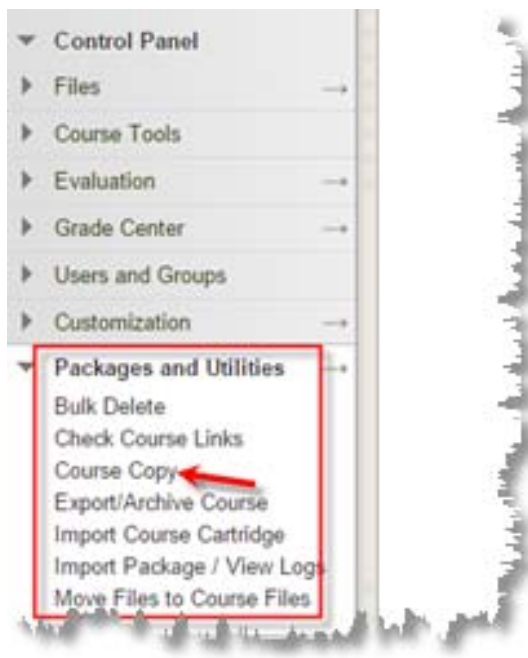 Control Panel
Files
Course Tools
Evaluation
Grade Center
Users and Groups
Customization
Packages and Utilities
Bulk Delete
Check Course Links
Course Copy
Export/Archive Course
Import Course Cartridge
Import Package / View Logs
Move Files to Course Files